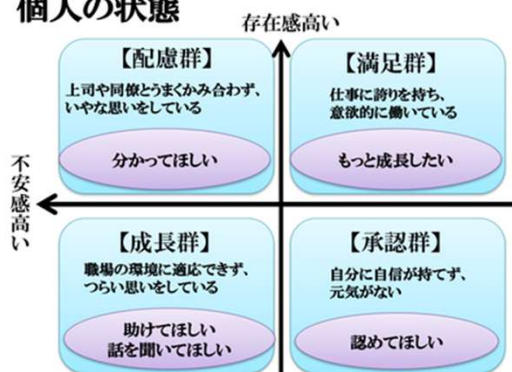 個人の状態
存在感高い
【配慮群】
上司や同僚とうまくかみ合わず、
いやな思いをしている
分かってほしい
【満足群】
仕事に誇りを持ち、
意欲的に働いている
もっと成長したい
不安感高い
【成長群】
職場の環境に適応できず、
つらい思いをしている
助けてほしい
話を聞いてほしい
【承認群】
自分に自信が持てず、
元気がない
認めてほしい